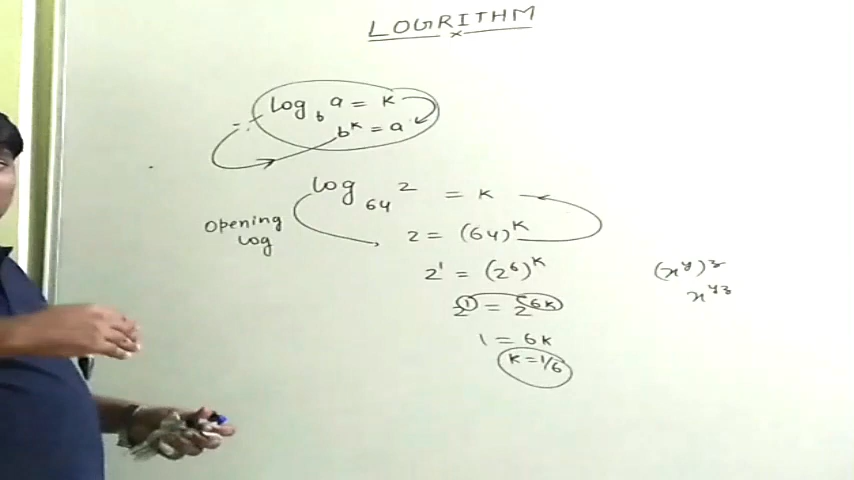 LOGRITHM
log_b a = k
b^k = a
log_64 2 = k
opening
log
2 = (64)^k
2^1 = (2^6)^k
2^1 = 2^6k
1 = 6k
k = 1/6
(x^y)^z
x^yz